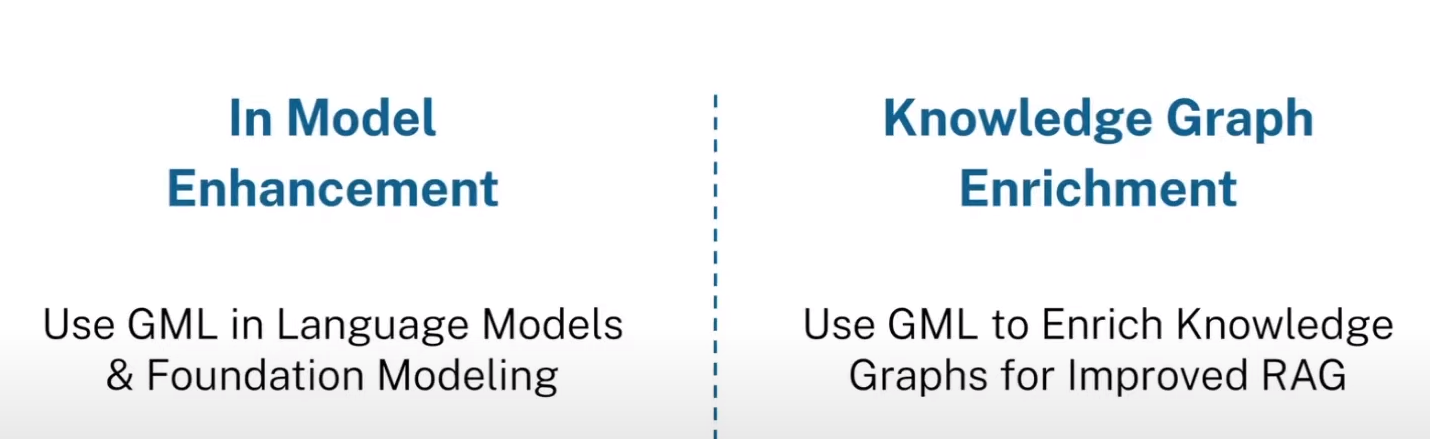 In Model
Enhancement
Use GML in Language Models
& Foundation Modeling
Knowledge Graph
Enrichment
Use GML to Enrich Knowledge
Graphs for Improved RAG